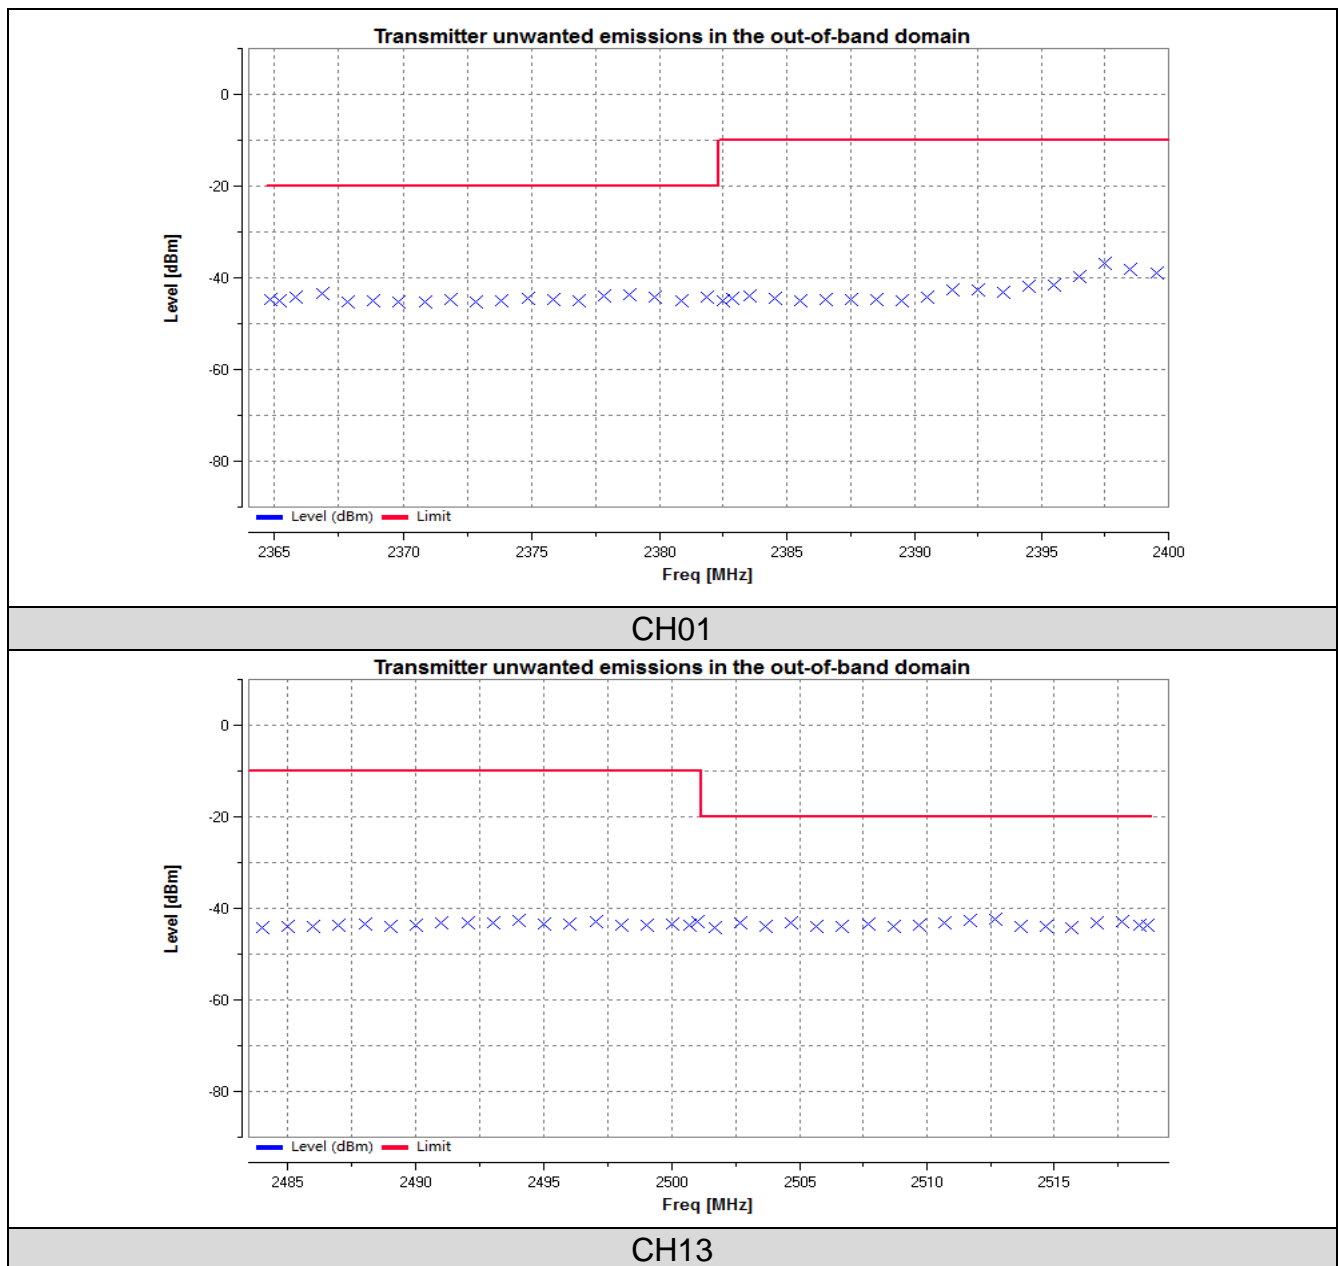 Transmitter unwanted emissions in the out-of-band domain
0
-20
-40
-60
-80
Level [dBm]
Level (dBm) Limit
2365 2370 2375 2380 2385 2390 2395 2400
Freq [MHz]
CH01
Transmitter unwanted emissions in the out-of-band domain
0
-20
-40
-60
-80
Level [dBm]
Level (dBm) Limit
2485 2490 2495 2500 2505 2510 2515
Freq [MHz]
CH13